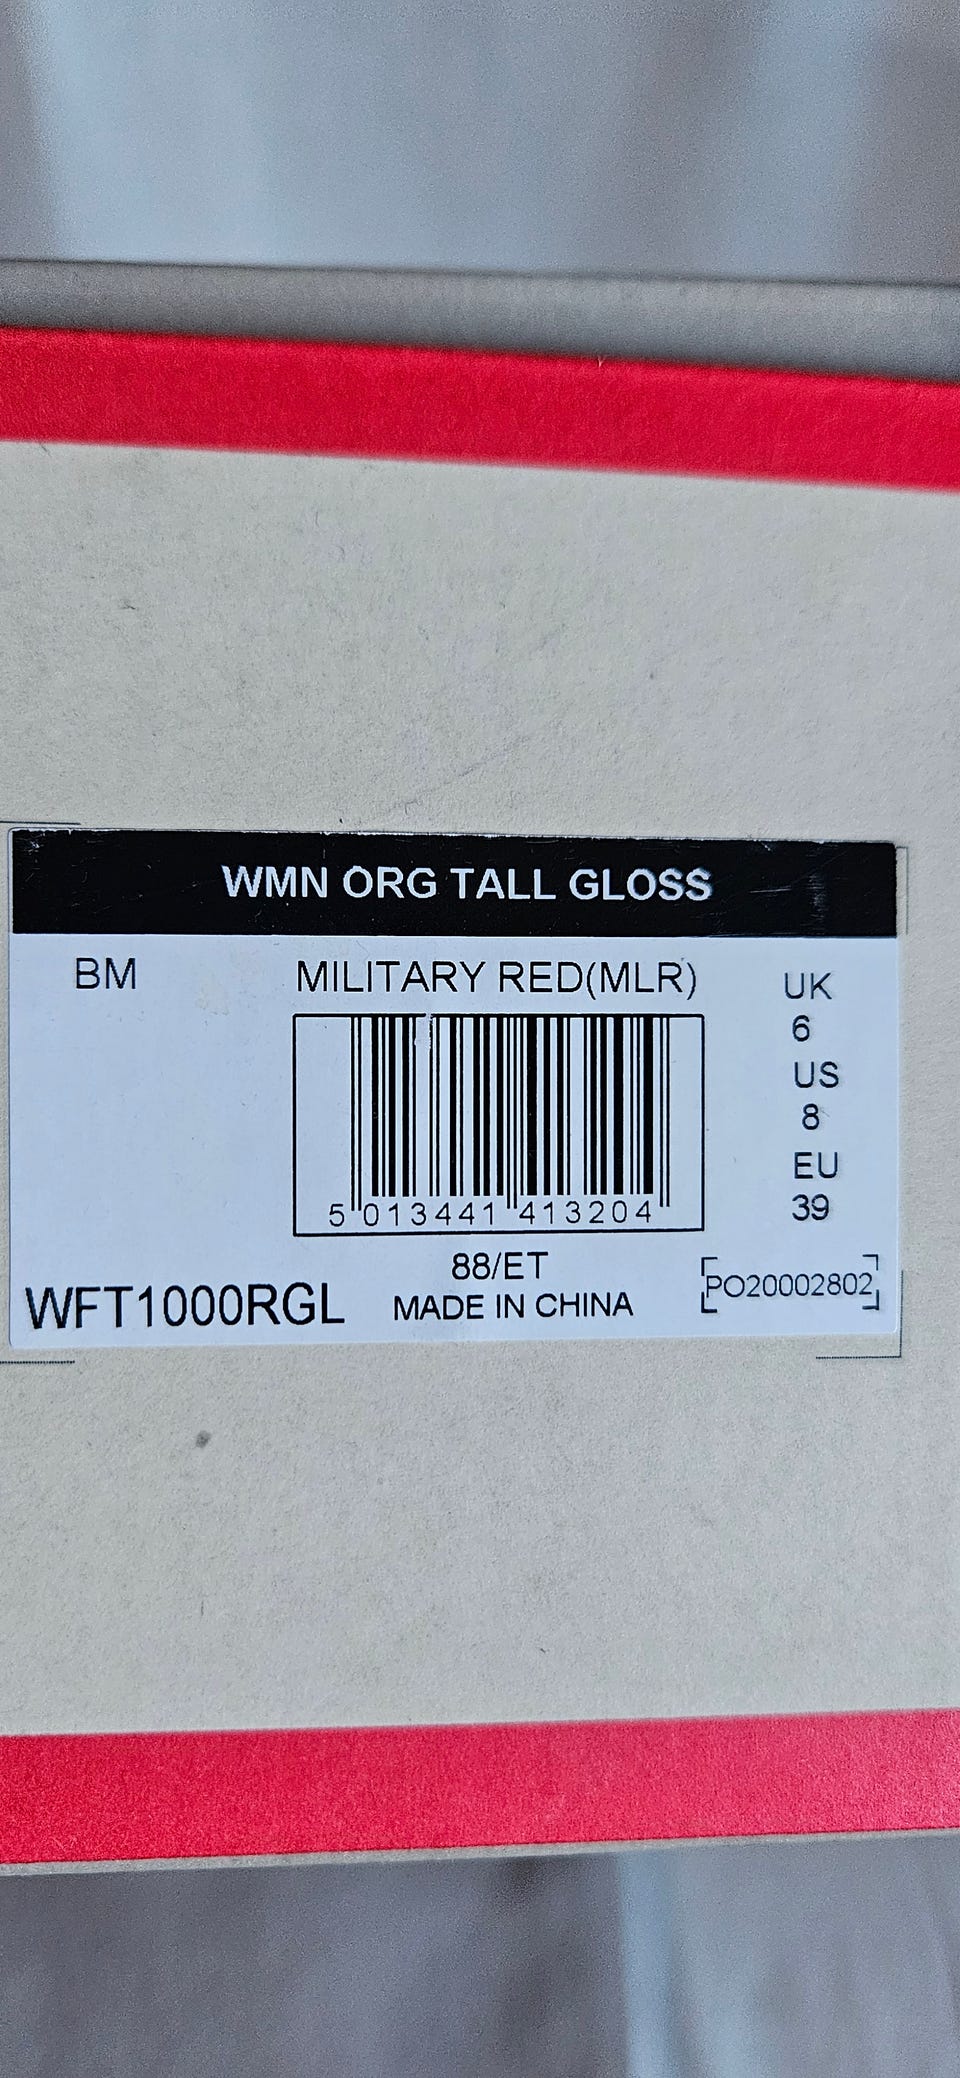 WMN ORG TALL GLOSS
BM
MILITARY RED(MLR)
UK
6
US
8
EU
39
5 013441 413204
88/ET
WFT1000RGL
MADE IN CHINA
PO20002802